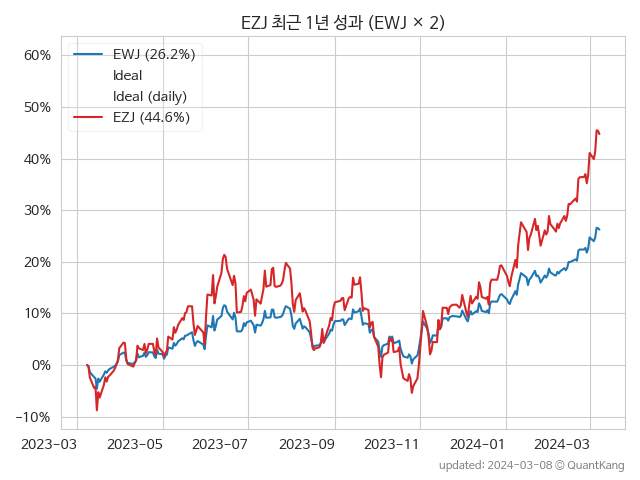 EZJ 최근 1년 성과 (EWJ × 2)
EWJ (26.2%)
Ideal
Ideal (daily)
EZJ (44.6%)
60%
50%
40%
30%
20%
10%
0%
−10%
2023-03 2023-05 2023-07 2023-09 2023-11 2024-01 2024-03
updated: 2024-03-08 © QuantKang